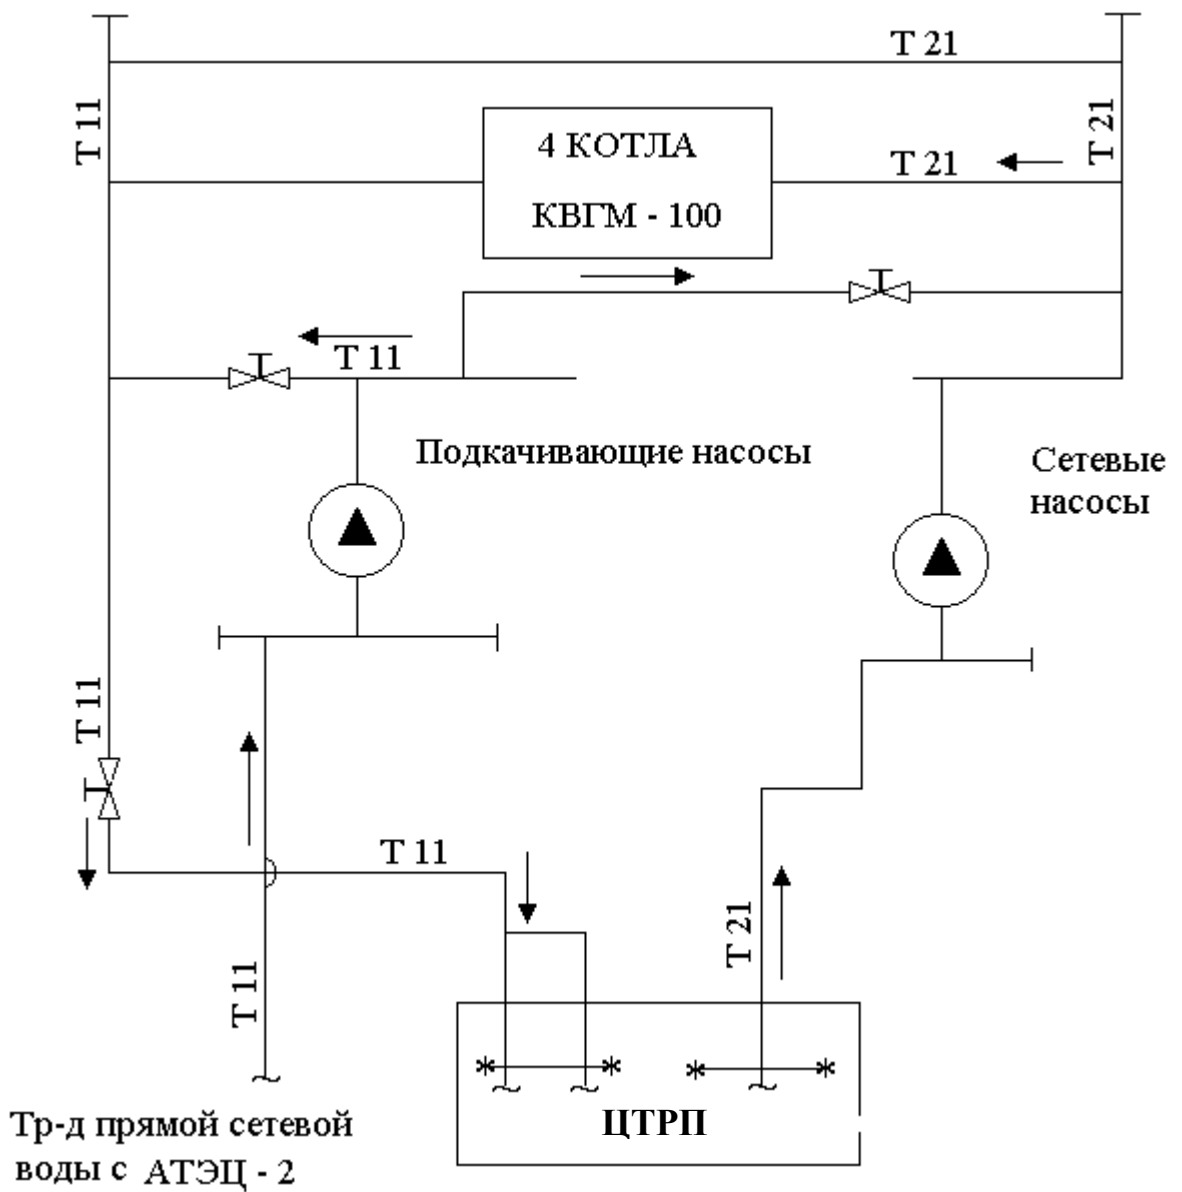 Т 21
Т 11
Т 21
4 КОТЛА
КВГМ - 100
Т 21
Т 11
Подкачивающие насосы
Сетевые
насосы
Т 11
Т 11
Т 21
Т 11
ЦТРП
Тр-д прямой сетевой
воды с АТЭЦ - 2